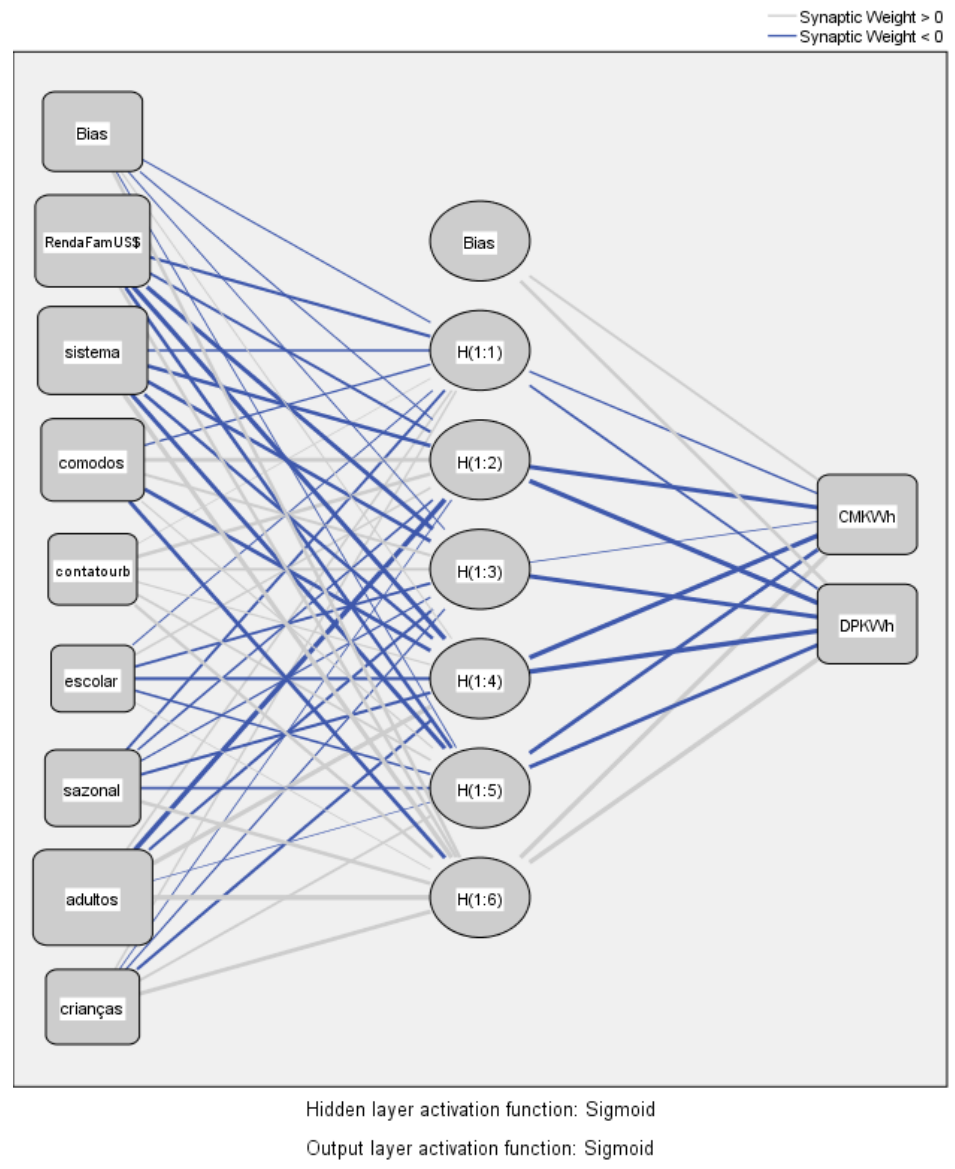 Synaptic Weight > 0
Synaptic Weight < 0
Bias
RendaFamUS$
sistema
comodos
contatourb
escolar
sazonal
adultos
crianças
Bias
H(1:1)
H(1:2)
H(1:3)
H(1:4)
H(1:5)
H(1:6)
CMKWh
DPKWh
Hidden layer activation function: Sigmoid
Output layer activation function: Sigmoid